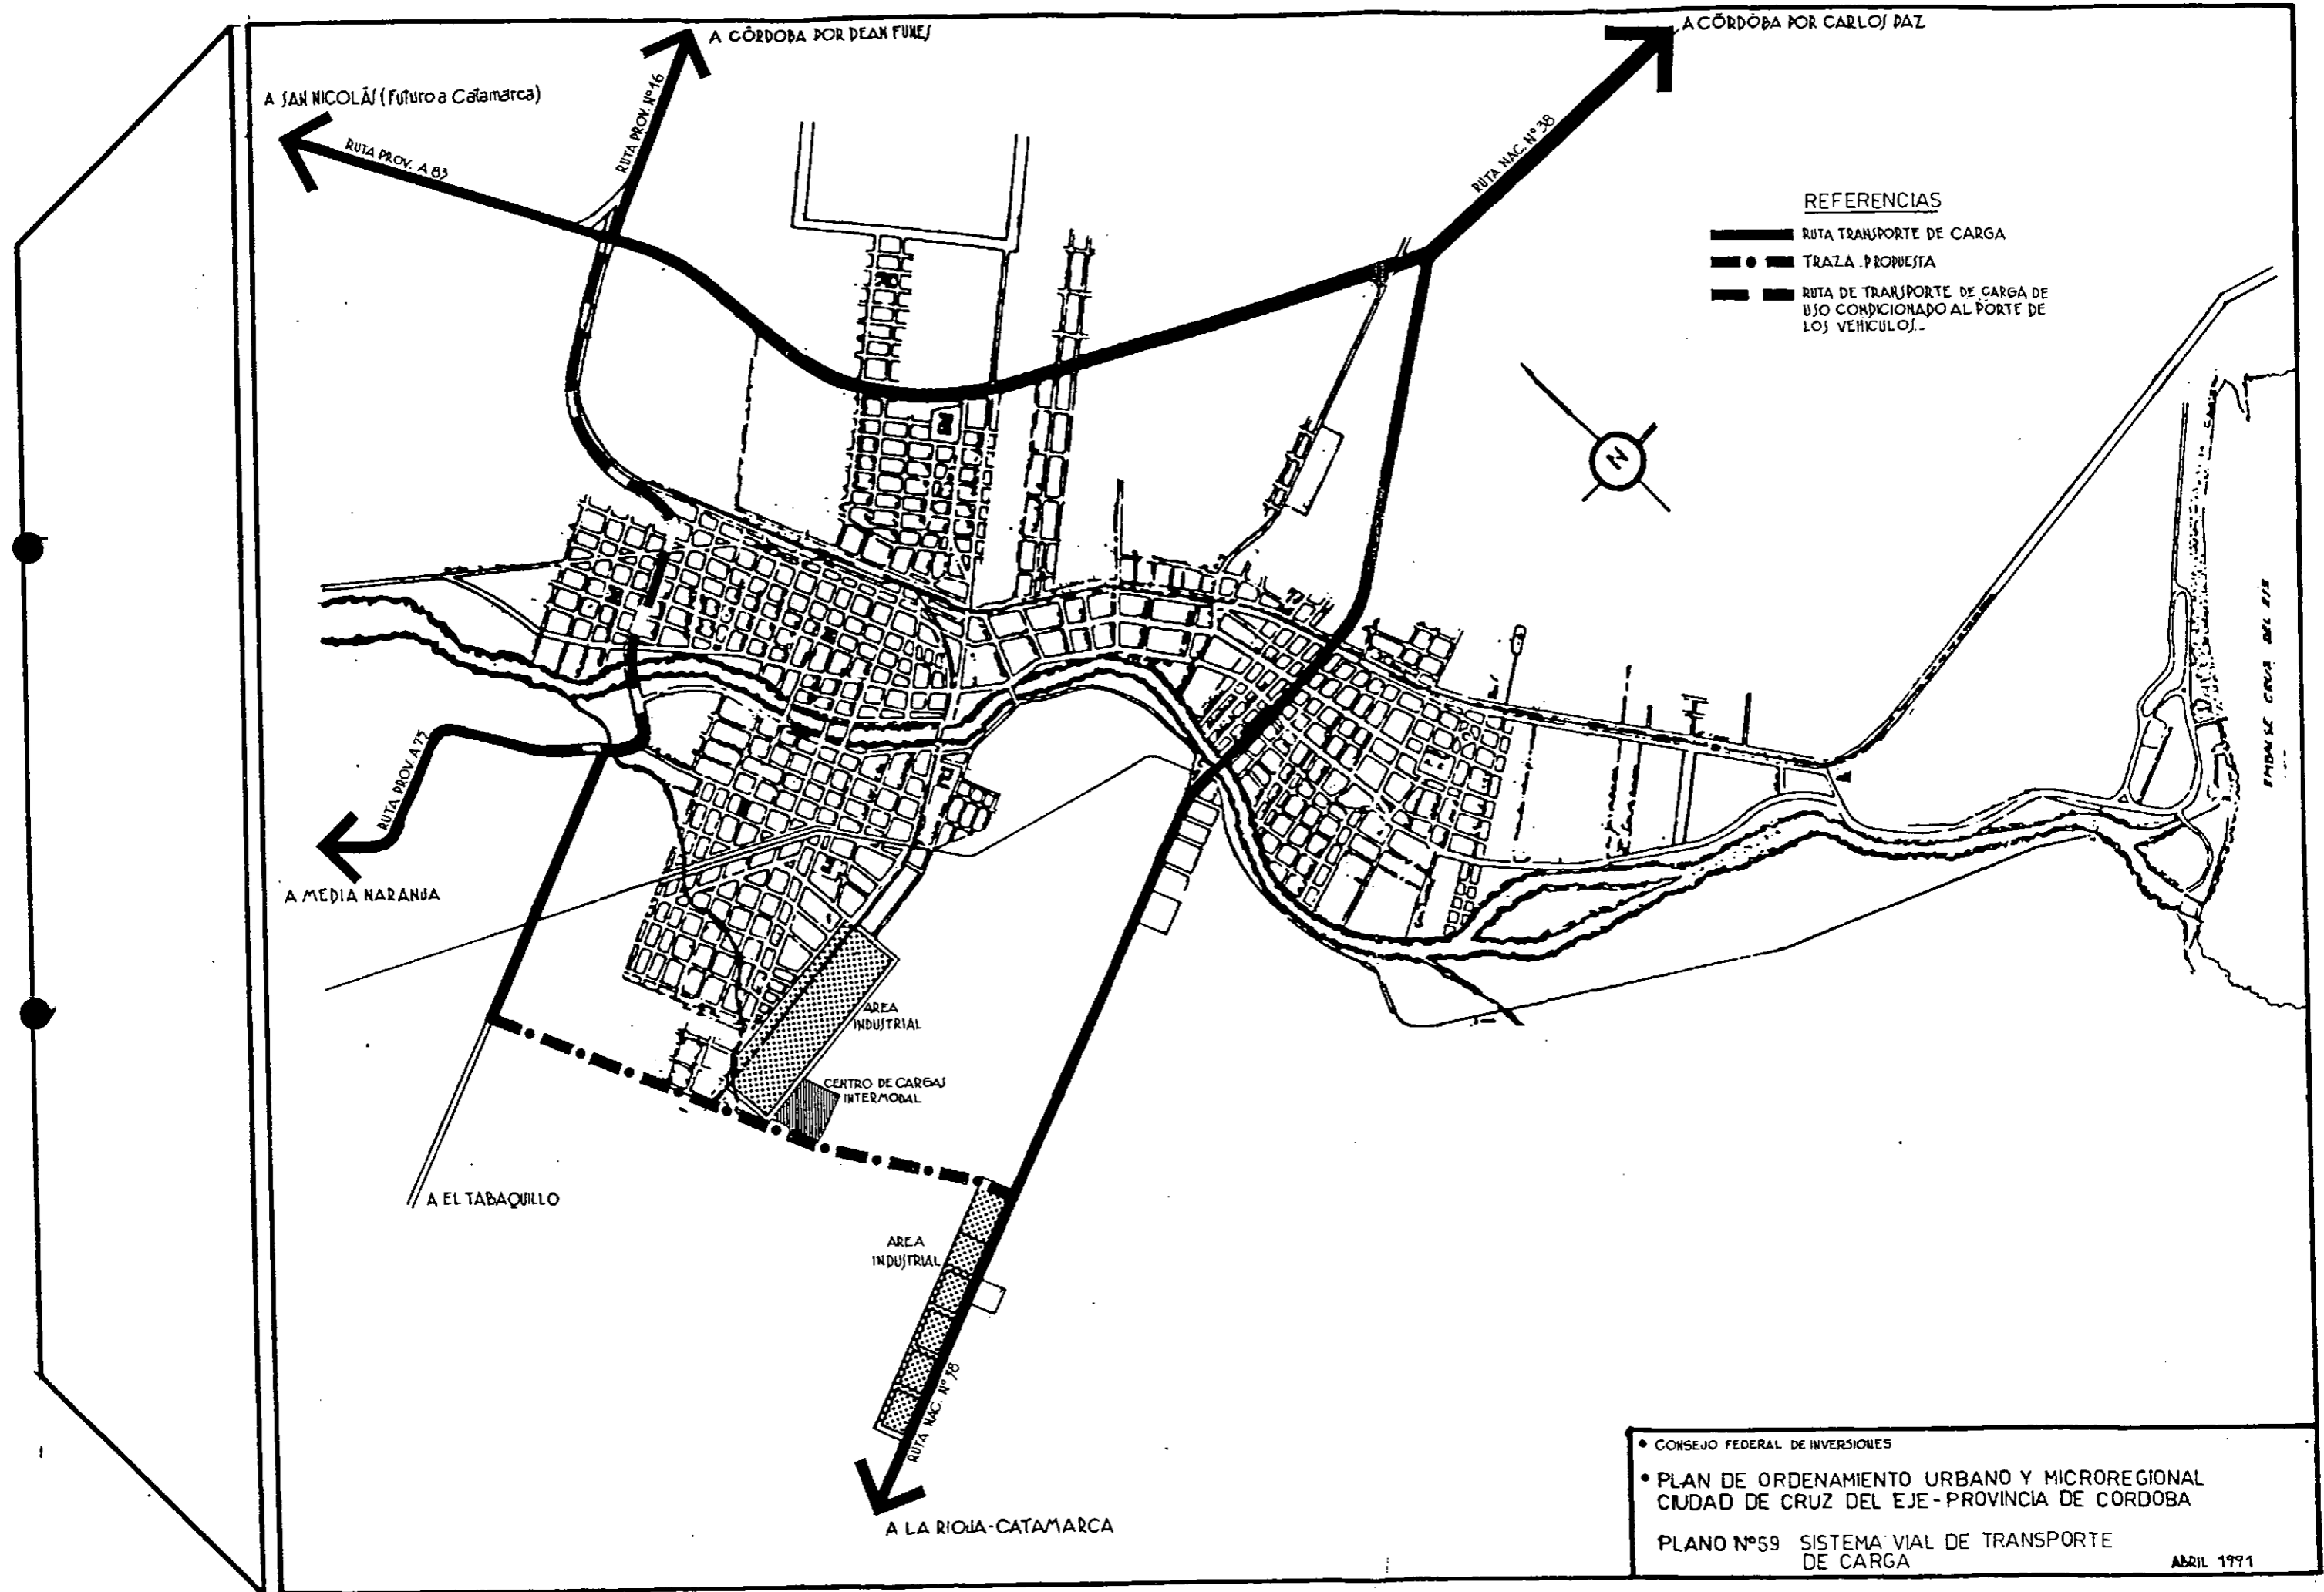 A CÓRDOBA POR DEAN FUNES
A CÓRDOBA POR CARLOS PAZ
A SAN NICOLÁS (Futuro a Catamarca)
RUTA PROV. Nº 16
RUTA PROV. A 83
RUTA NAC. Nº 38
REFERENCIAS
RUTA TRANSPORTE DE CARGA
TRAZA PROPUESTA
RUTA DE TRANSPORTE DE CARGA DE
USO CONDICIONADO AL PORTE DE
LOS VEHICULOS.-
N
EMBALSE CRUZ DEL EJE
RUTA PROV. A 75
A MEDIA NARANJA
AREA
INDUSTRIAL
CENTRO DE CARGAS
INTERMODAL
A EL TABAQUILLO
AREA
INDUSTRIAL
RUTA NAC. Nº 38
A LA RIOJA-CATAMARCA
• CONSEJO FEDERAL DE INVERSIONES
• PLAN DE ORDENAMIENTO URBANO Y MICROREGIONAL
CIUDAD DE CRUZ DEL EJE-PROVINCIA DE CORDOBA
PLANO Nº59 SISTEMA VIAL DE TRANSPORTE
DE CARGA
ABRIL 1991